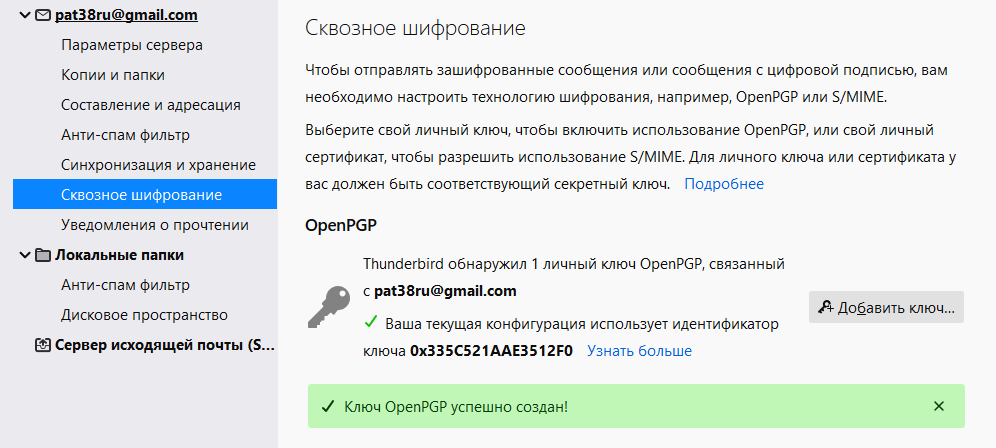 pat38ru@gmail.com
Параметры сервера
Копии и папки
Составление и адресация
Анти-спам фильтр
Синхронизация и хранение
Сквозное шифрование
Уведомления о прочтении
Локальные папки
Анти-спам фильтр
Дисковое пространство
Сервер исходящей почты (S...
Сквозное шифрование
Чтобы отправлять зашифрованные сообщения или сообщения с цифровой подписью, вам
необходимо настроить технологию шифрования, например, OpenPGP или S/MIME.
Выберите свой личный ключ, чтобы включить использование OpenPGP, или свой личный
сертификат, чтобы разрешить использование S/MIME. Для личного ключа или сертификата у
вас должен быть соответствующий секретный ключ. Подробнее
OpenPGP
Thunderbird обнаружил 1 личный ключ OpenPGP, связанный
с pat38ru@gmail.com
Ваша текущая конфигурация использует идентификатор
ключа 0x335C521AAE3512F0 Узнать больше
Добавить ключ...
Ключ OpenPGP успешно создан!